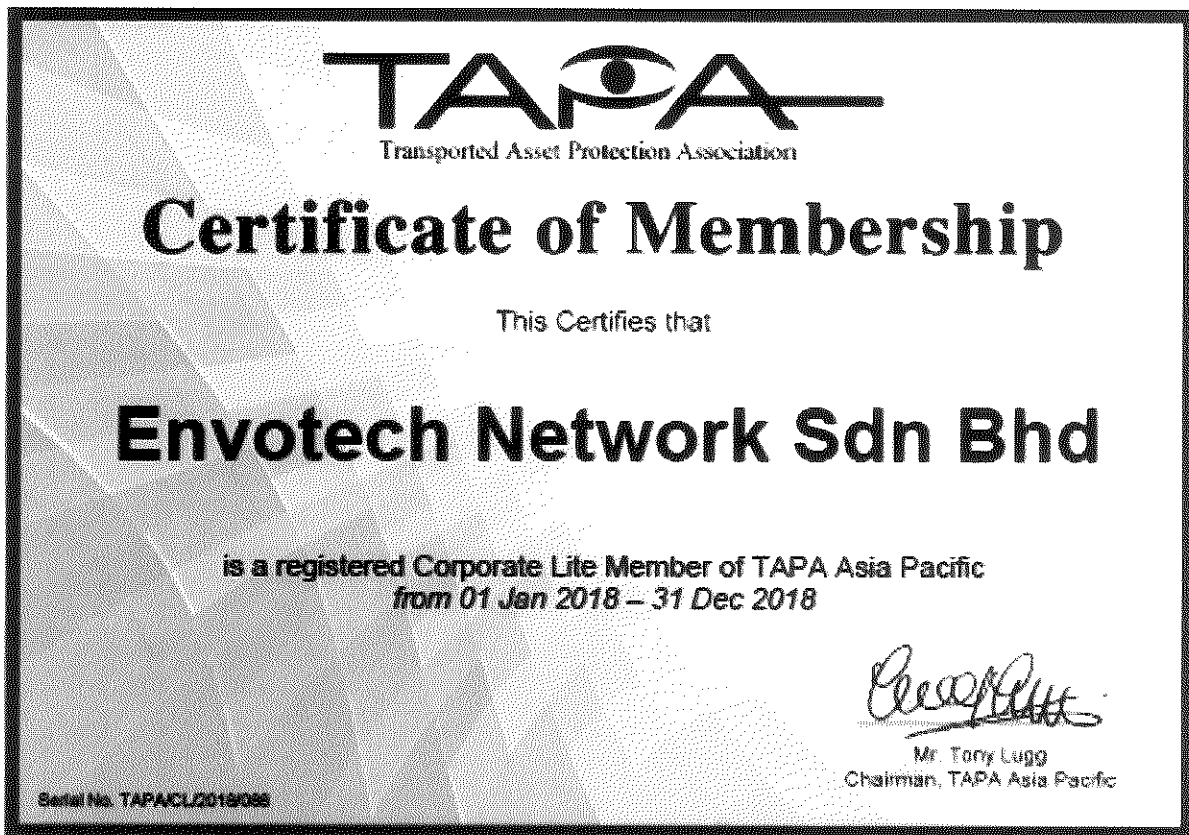 TAPA
Transported Asset Protection Association
Certificate of Membership
This Certifies that
Envotech Network Sdn Bhd
is a registered Corporate Lite Member of TAPA Asia Pacific
from 01 Jan 2018 – 31 Dec 2018
Mr. Tony Lugg
Chairman, TAPA Asia Pacific
Serial No.